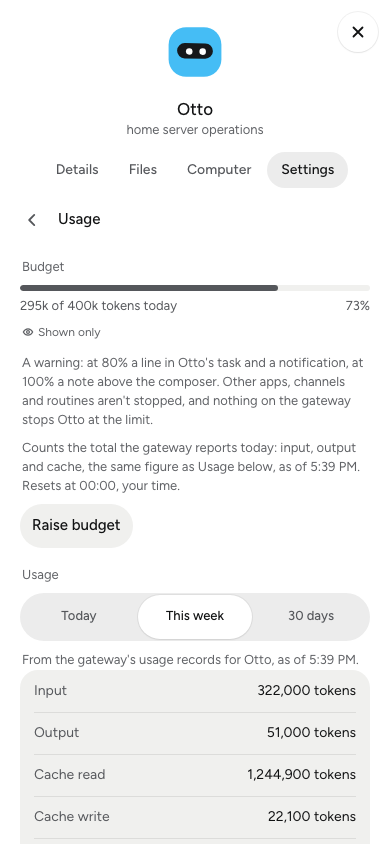 Otto
home server operations
Details Files Computer Settings
Usage
Budget
295k of 400k tokens today 73%
Shown only
A warning: at 80% a line in Otto's task and a notification, at
100% a note above the composer. Other apps, channels
and routines aren't stopped, and nothing on the gateway
stops Otto at the limit.
Counts the total the gateway reports today: input, output
and cache, the same figure as Usage below, as of 5:39 PM.
Resets at 00:00, your time.
Raise budget
Usage
Today This week 30 days
From the gateway's usage records for Otto, as of 5:39 PM.
Input 322,000 tokens
Output 51,000 tokens
Cache read 1,244,900 tokens
Cache write 22,100 tokens